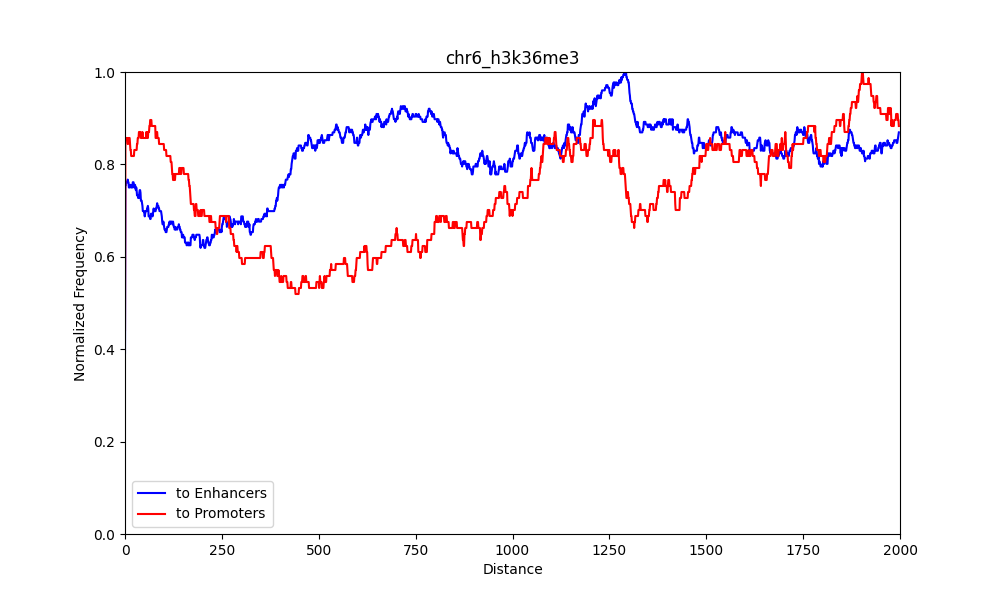 chr6_h3k36me3
Normalized Frequency
1.0
0.8
0.6
0.4
0.2
0.0
to Enhancers
to Promoters
0 250 500 750 1000 1250 1500 1750 2000
Distance